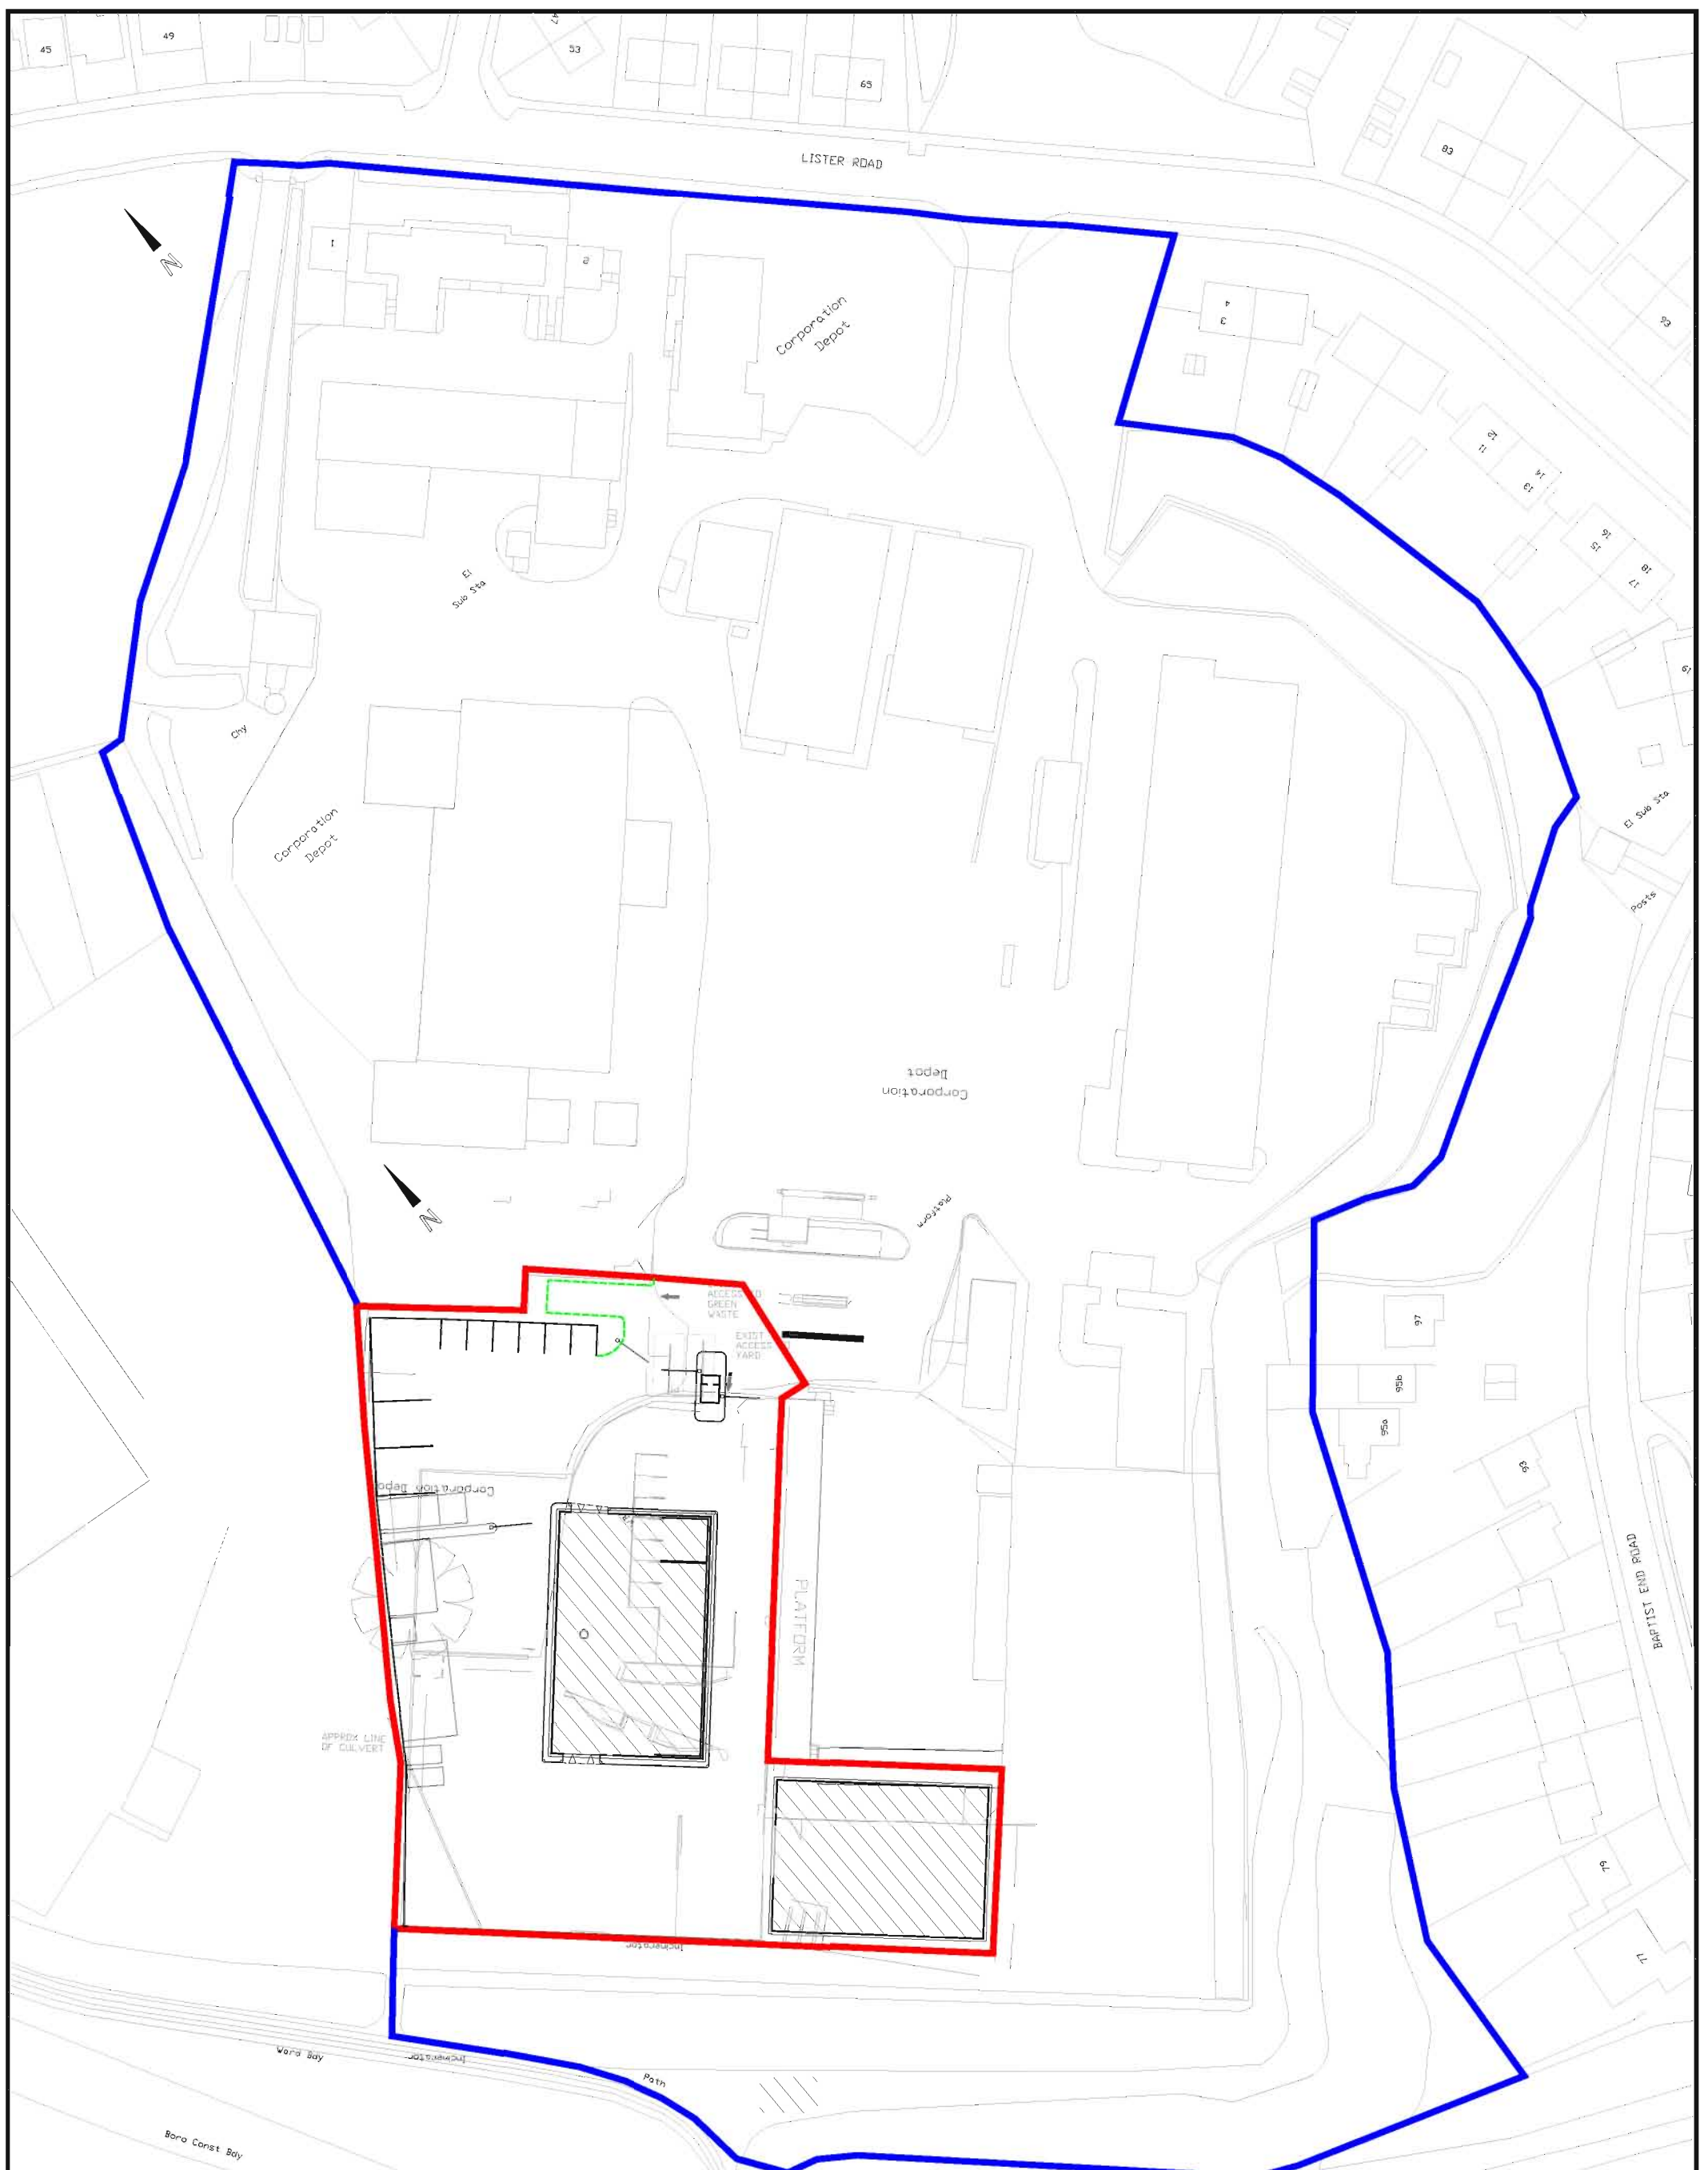 45
49
47
53
65
83
93
LISTER ROAD
N
1
2
Corporation
Depot
4
3
12
11
14
13
16
15
18
17
19
El
Sub Sta
Chy
Corporation
Depot
El Sub Sta
Posts
Corporation
Depot
N
Platform
ACCESS TO
GREEN
WASTE
EXIST
ACCESS TO
YARD
97
95b
95a
93
Corporation Depot
PLATFORM
BAPTIST END ROAD
APPROX LINE
OF CULVERT
79
77
Incinerator
Ward Bdy
Incinerator
Path
Boro Const Bdy